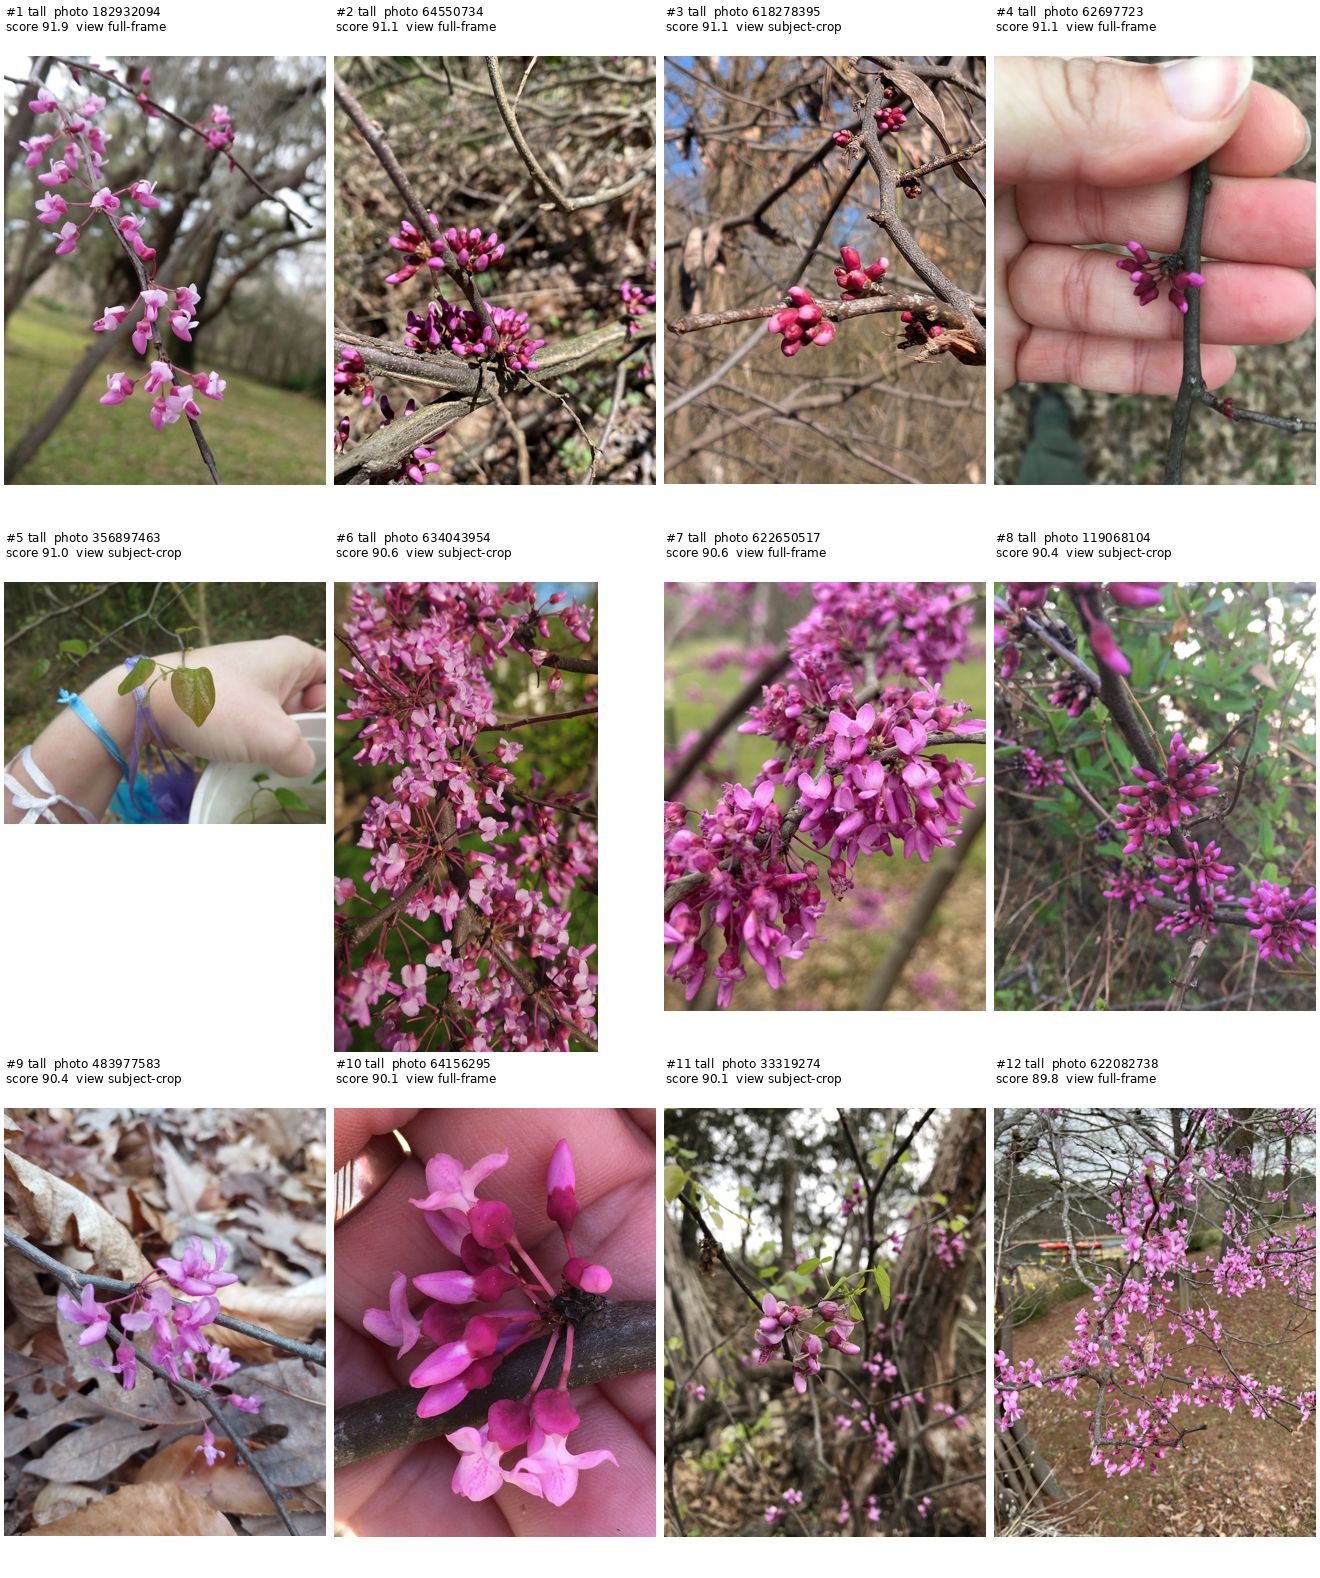 #1 tall  photo 182932094
score 91.9  view full-frame
#2 tall  photo 64550734
score 91.1  view full-frame
#3 tall  photo 618278395
score 91.1  view subject-crop
#4 tall  photo 62697723
score 91.1  view full-frame
#5 tall  photo 356897463
score 91.0  view subject-crop
#6 tall  photo 634043954
score 90.6  view subject-crop
#7 tall  photo 622650517
score 90.6  view full-frame
#8 tall  photo 119068104
score 90.4  view subject-crop
#9 tall  photo 483977583
score 90.4  view subject-crop
#10 tall  photo 64156295
score 90.1  view full-frame
#11 tall  photo 33319274
score 90.1  view subject-crop
#12 tall  photo 622082738
score 89.8  view full-frame